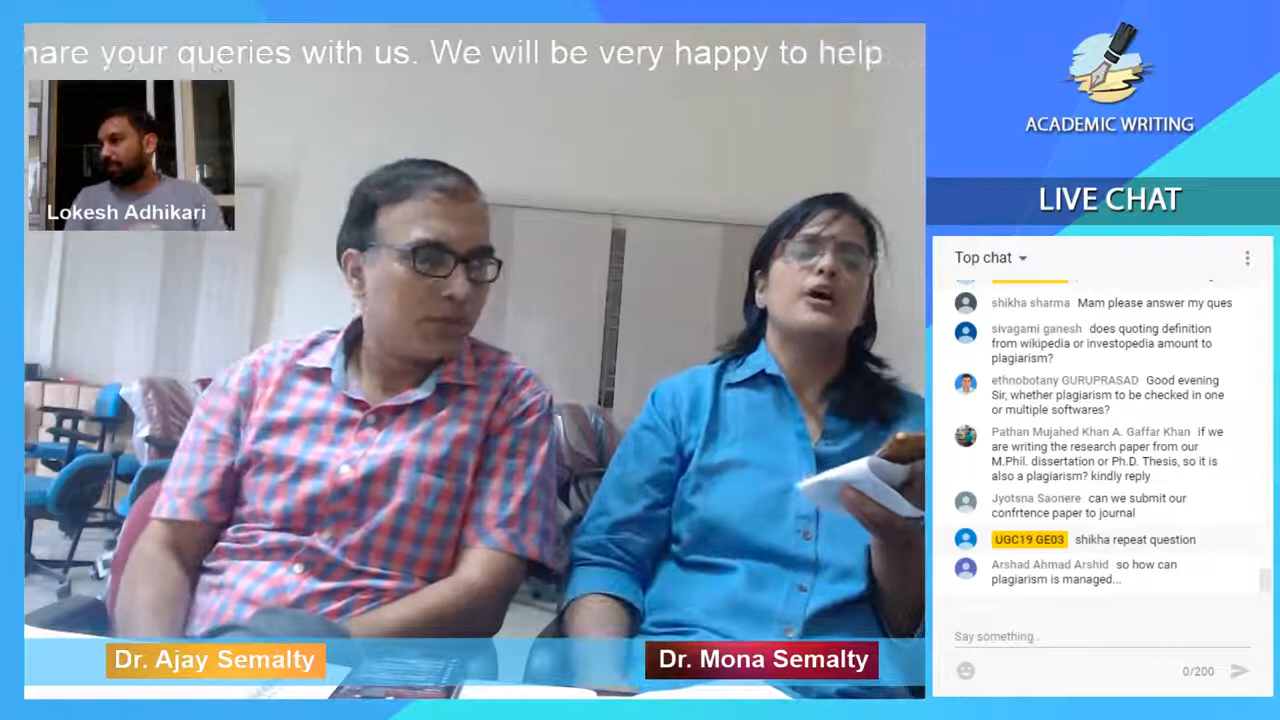 hare your queries with us. We will be very happy to help
Lokesh Adhikari
Dr. Ajay Semalty
Dr. Mona Semalty
ACADEMIC WRITING
LIVE CHAT
Top chat
shikha sharma Mam please answer my ques
sivagami ganesh does quoting definition
from wikipedia or investopedia amount to
plagiarism?
ethnobotany GURUPRASAD Good evening
Sir, whether plagiarism to be checked in one
or multiple softwares?
Pathan Mujahed Khan A. Gaffar Khan if we
are writing the research paper from our
M.Phil. dissertation or Ph.D. Thesis, so it is
also a plagiarism? kindly reply
Jyotsna Saonere can we submit our
confrtence paper to journal
UGC19 GE03 shikha repeat question
Arshad Ahmad Arshid so how can
plagiarism is managed...
Say something..
0/200